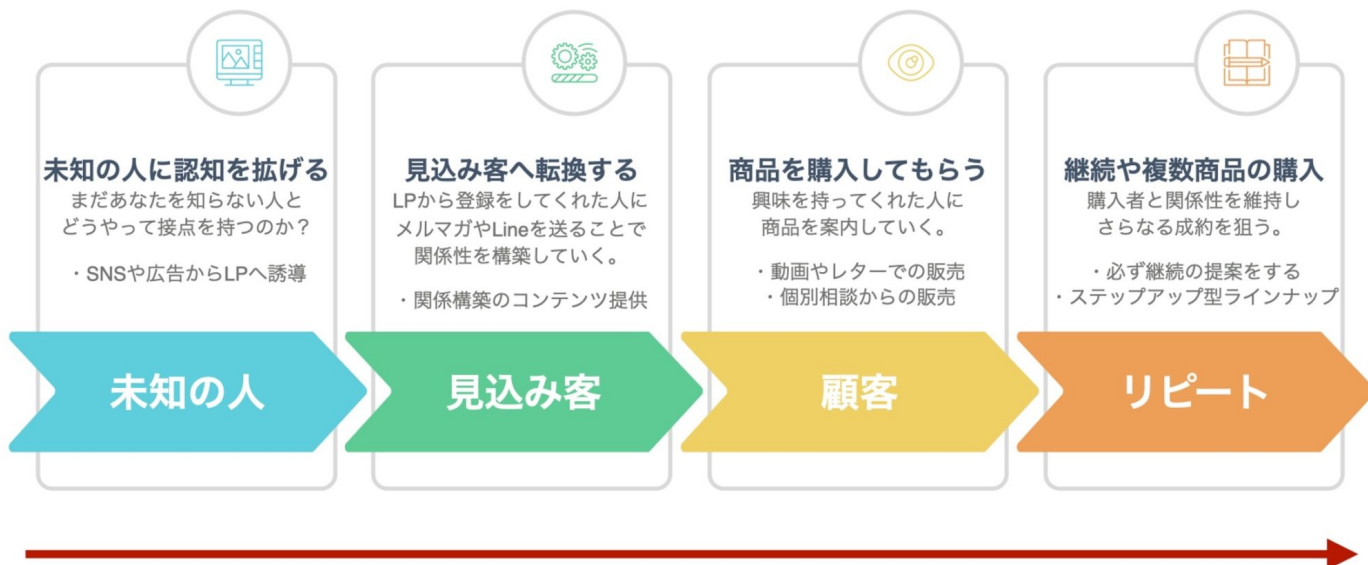 未知の人に認知を拡げる
まだあなたを知らない人と
どうやって接点を持つのか？
・SNSや広告からLPへ誘導
未知の人
見込み客へ転換する
LPから登録をしてくれた人に
メルマガやLineを送ることで
関係性を構築していく。
・関係構築のコンテンツ提供
見込み客
商品を購入してもらう
興味を持ってくれた人に
商品を案内していく。
・動画やレターでの販売
・個別相談からの販売
顧客
継続や複数商品の購入
購入者と関係性を維持し
さらなる成約を狙う。
・必ず継続の提案をする
・ステップアップ型ラインナップ
リピート